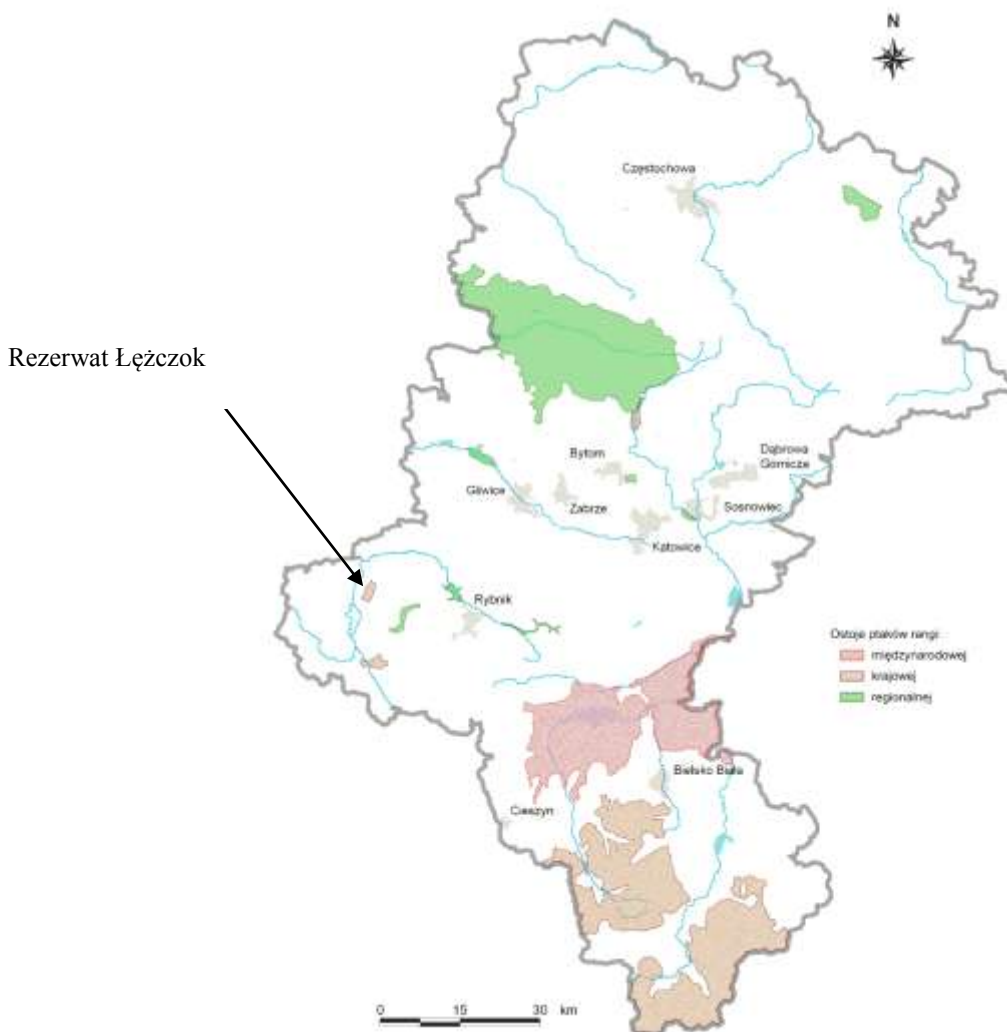 N
Częstochowa
Rezerwat Łężczok
Bytom
Dąbrowa
Górnicza
Gliwice
Zabrze
Sosnowiec
Katowice
Rybnik
Ostoje ptaków rangi:
międzynarodowej
krajowej
regionalnej
Bielsko Biała
Cieszyn
0 15 30 km